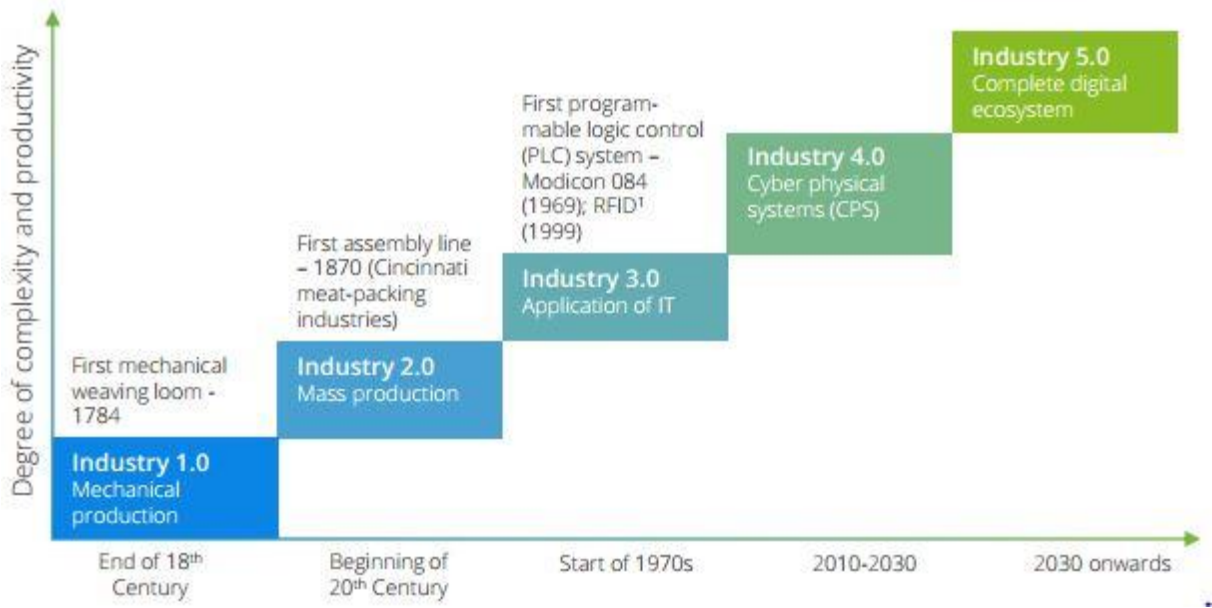 Degree of complexity and productivity
Industry 5.0
Complete digital
ecosystem
First program-
mable logic control
(PLC) system –
Modicon 084
(1969); RFID¹
(1999)
Industry 4.0
Cyber physical
systems (CPS)
First assembly line
– 1870 (Cincinnati
meat-packing
industries)
Industry 3.0
Application of IT
First mechanical
weaving loom -
1784
Industry 2.0
Mass production
Industry 1.0
Mechanical
production
End of 18th
Century
Beginning of
20th Century
Start of 1970s
2010-2030
2030 onwards